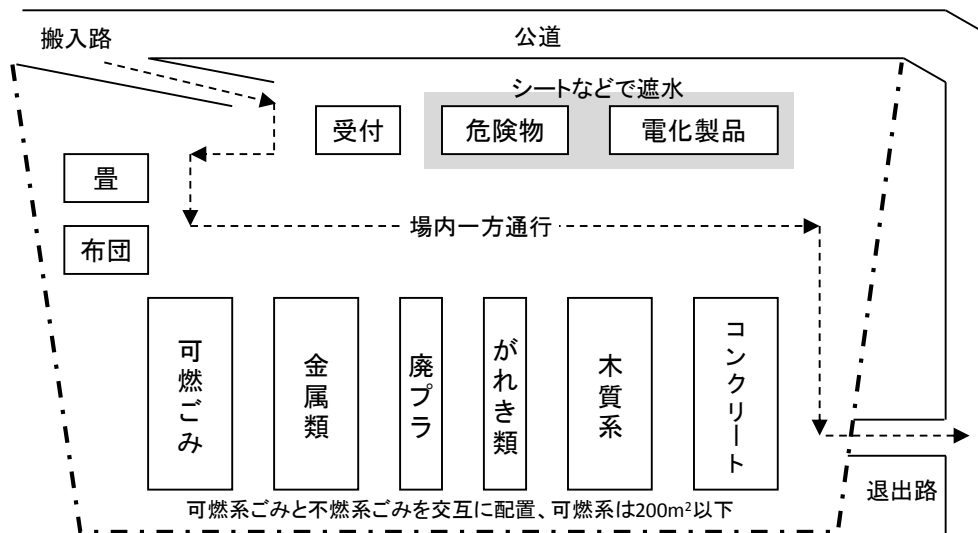 搬入路
公道
シートなどで遮水
受付
危険物
電化製品
畳
布団
場内一方通行
可燃ごみ
金属類
廃プラ
がれき類
木質系
コンクリート
退出路
可燃系ごみと不燃系ごみを交互に配置、可燃系は200m²以下